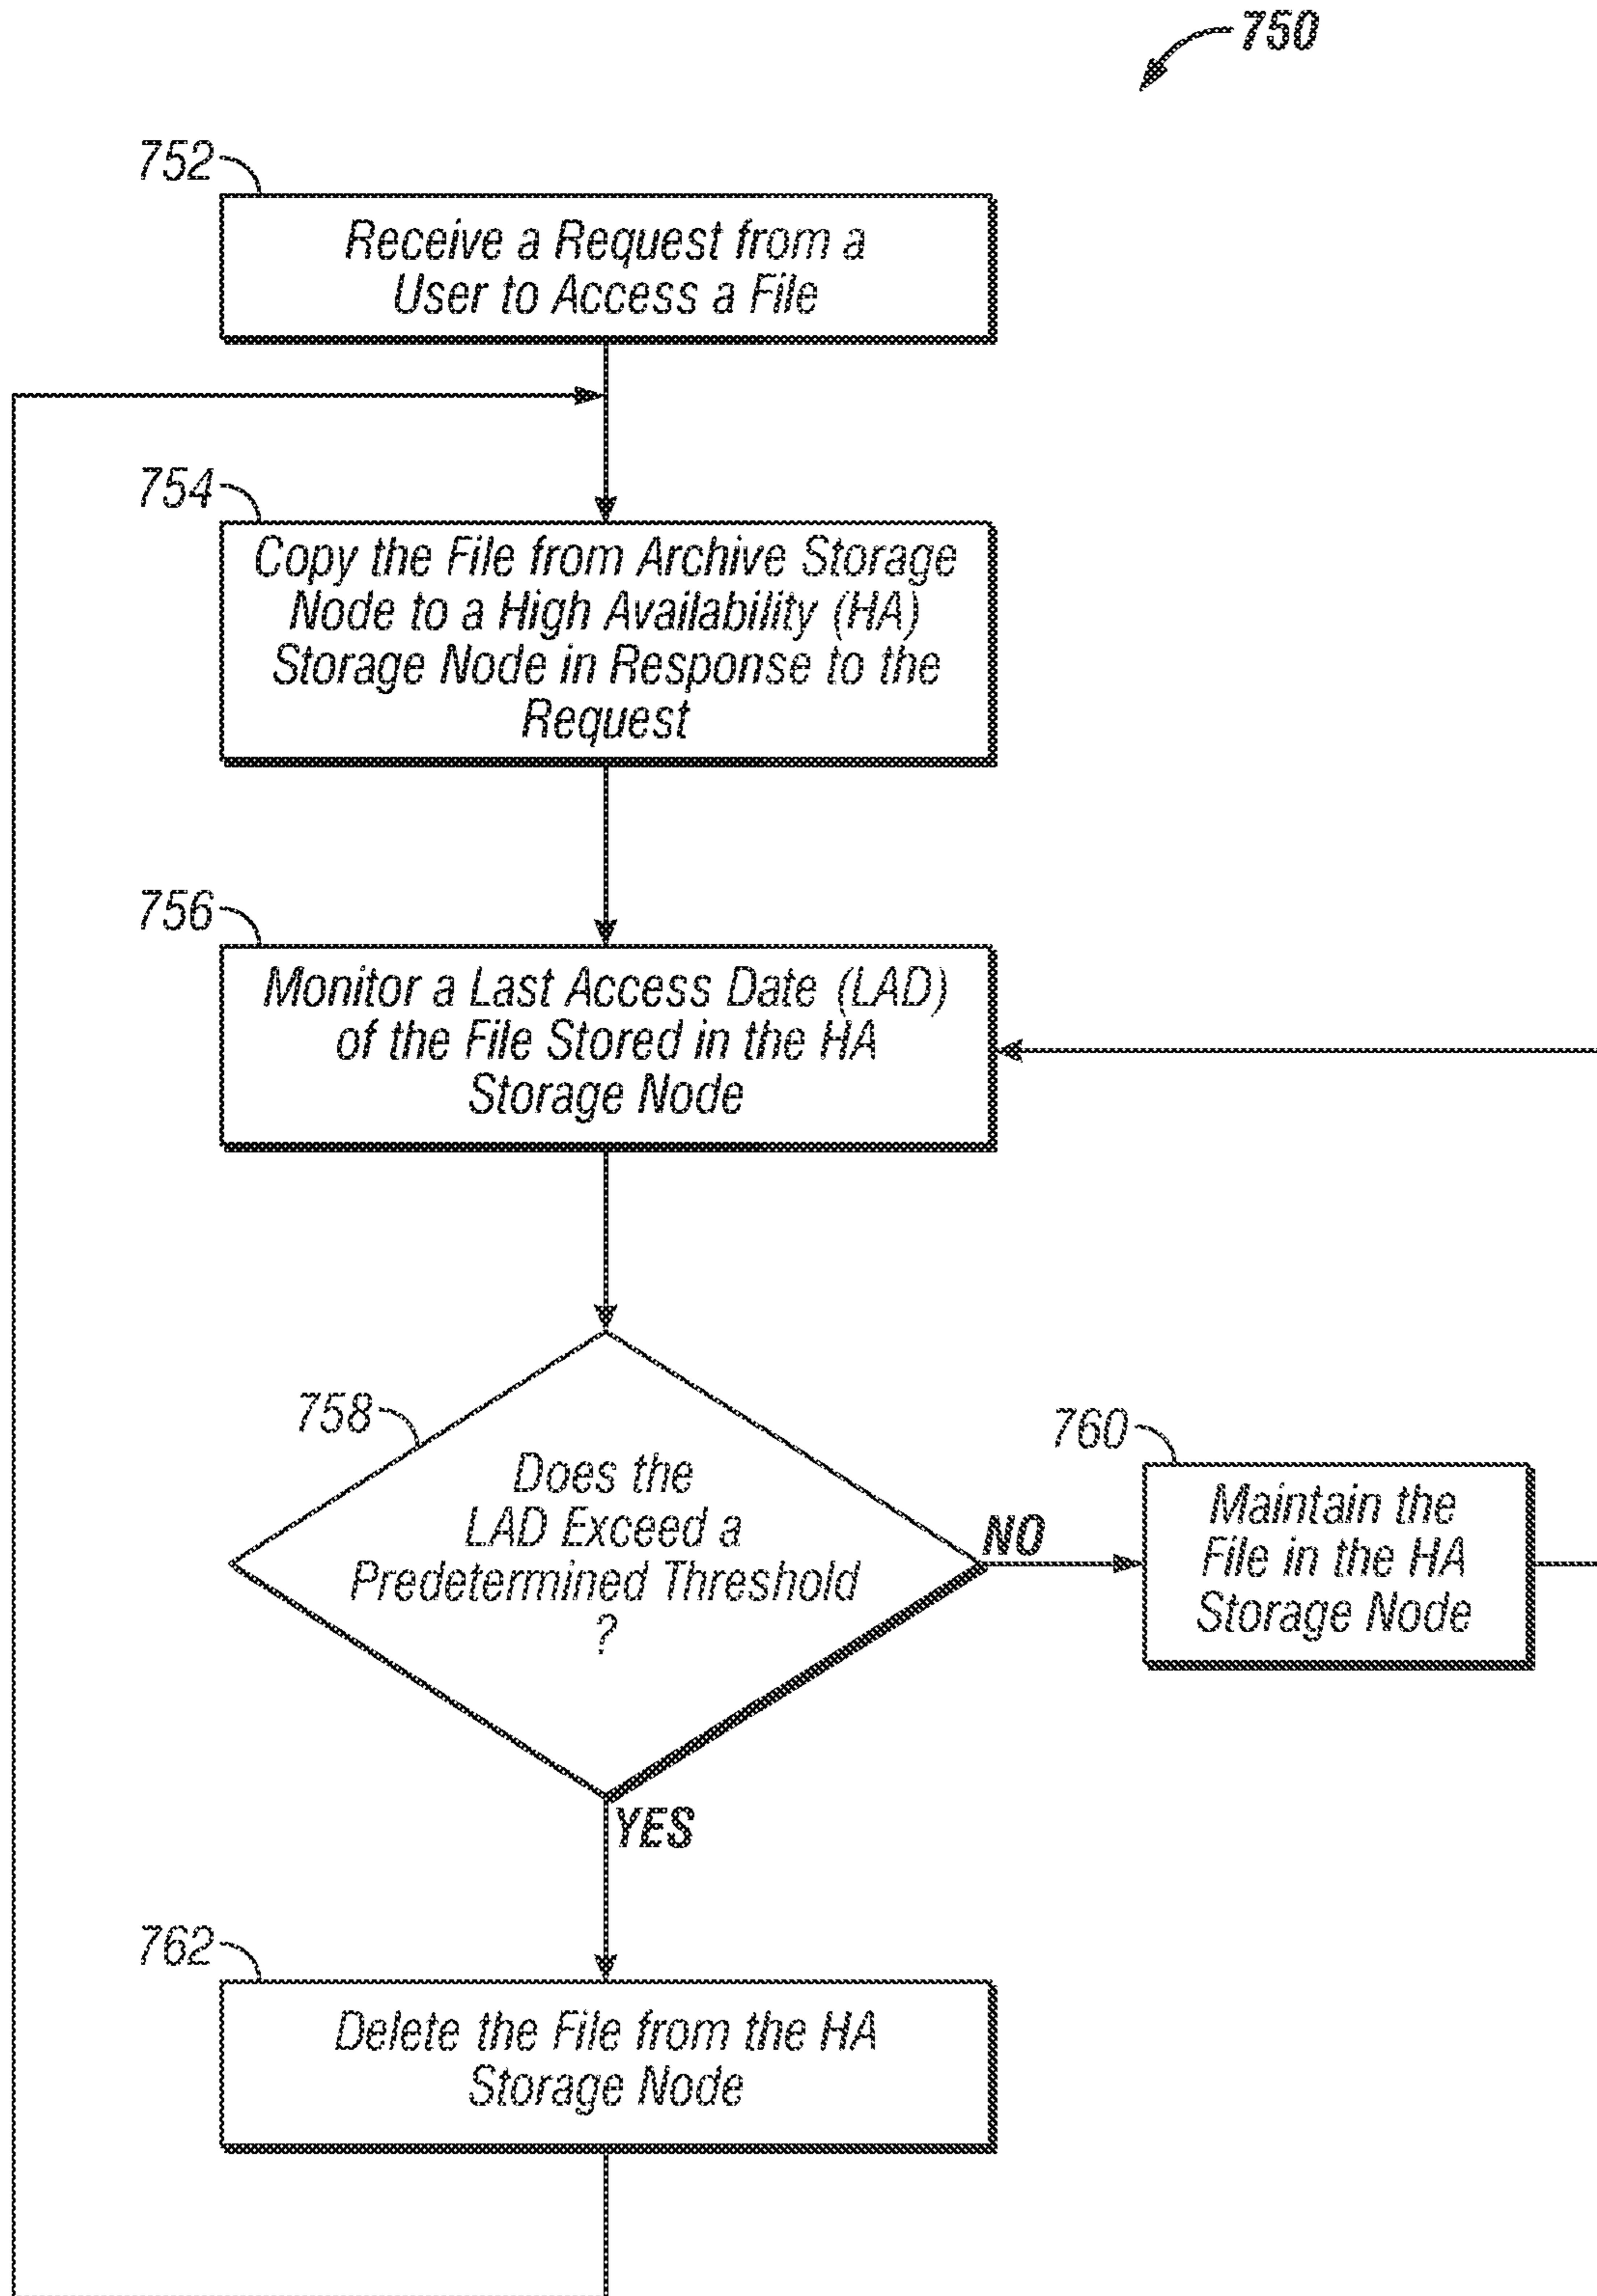 750
752
Receive a Request from a
User to Access a File
754
Copy the File from Archive Storage
Node to a High Availability (HA)
Storage Node in Response to the
Request
756
Monitor a Last Access Date (LAD)
of the File Stored in the HA
Storage Node
758
Does the
LAD Exceed a
Predetermined Threshold
?
NO
760
Maintain the
File in the HA
Storage Node
YES
762
Delete the File from the HA
Storage Node